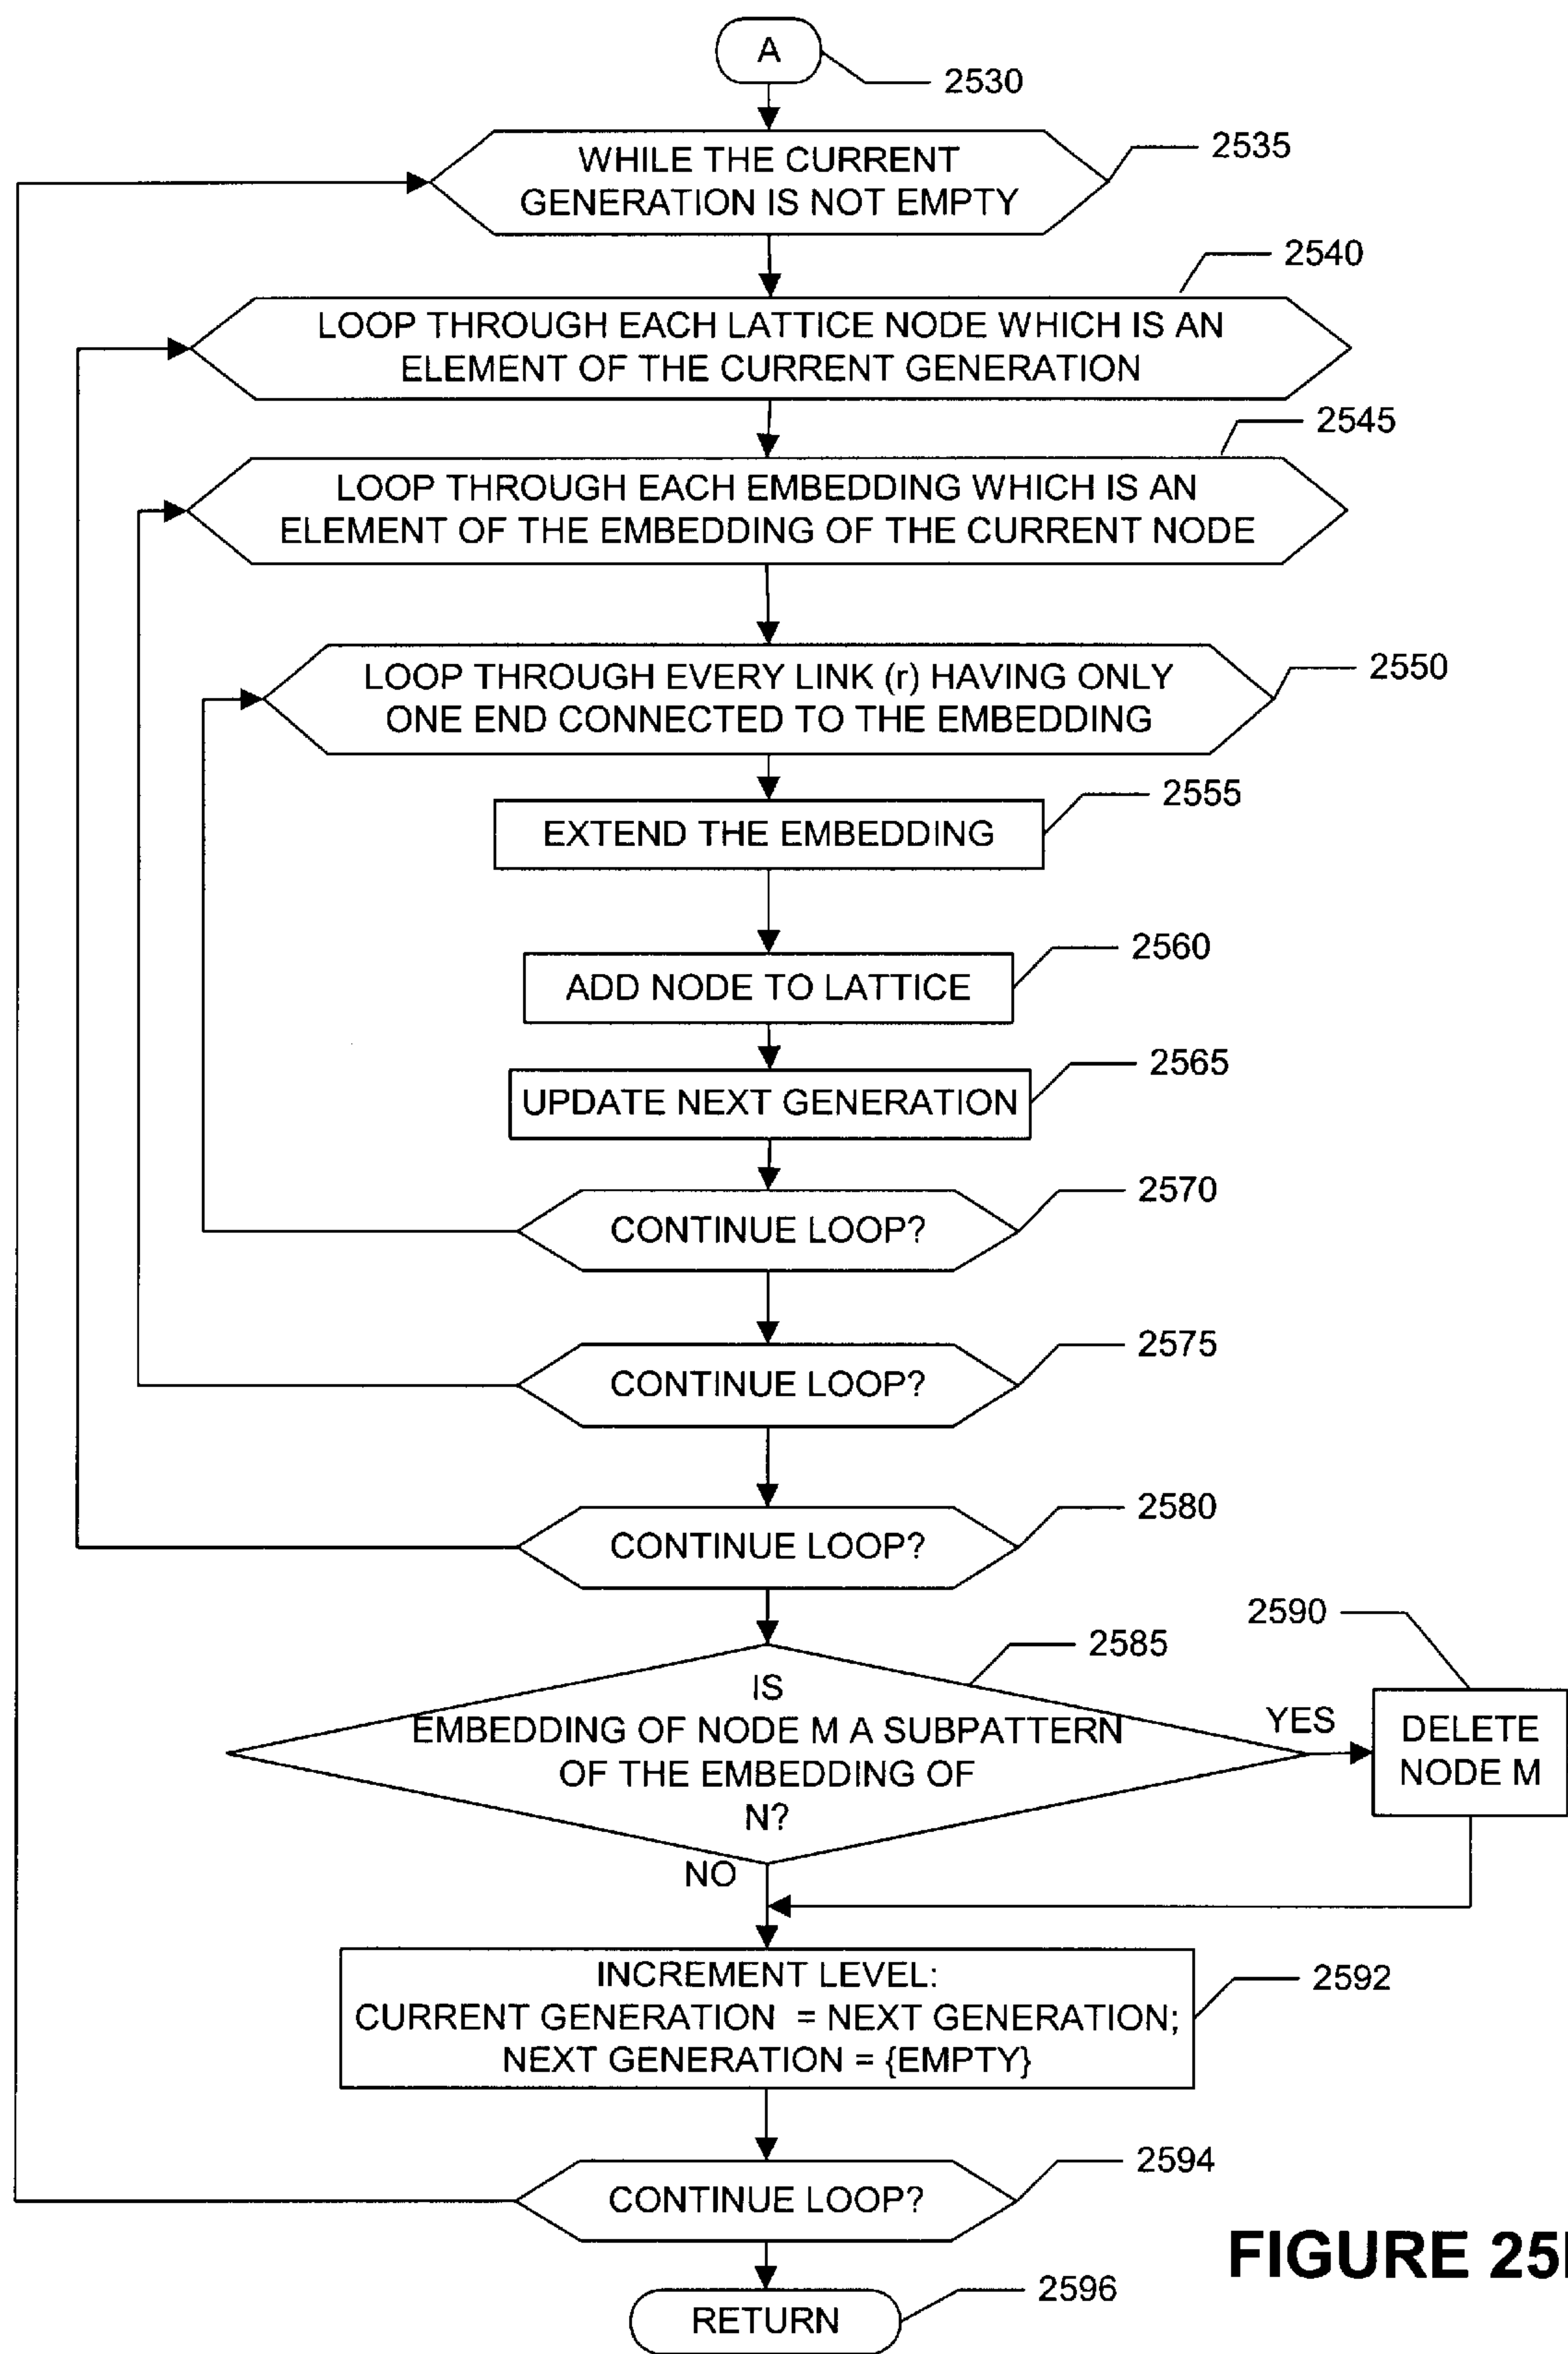 A
2530
WHILE THE CURRENT
GENERATION IS NOT EMPTY
2535
2540
LOOP THROUGH EACH LATTICE NODE WHICH IS AN
ELEMENT OF THE CURRENT GENERATION
2545
LOOP THROUGH EACH EMBEDDING WHICH IS AN
ELEMENT OF THE EMBEDDING OF THE CURRENT NODE
LOOP THROUGH EVERY LINK (r) HAVING ONLY
ONE END CONNECTED TO THE EMBEDDING
2550
2555
EXTEND THE EMBEDDING
2560
ADD NODE TO LATTICE
2565
UPDATE NEXT GENERATION
2570
CONTINUE LOOP?
2575
CONTINUE LOOP?
2580
CONTINUE LOOP?
2585
2590
IS
EMBEDDING OF NODE M A SUBPATTERN
OF THE EMBEDDING OF
N?
YES
DELETE
NODE M
NO
INCREMENT LEVEL:
CURRENT GENERATION = NEXT GENERATION;
NEXT GENERATION = {EMPTY}
2592
2594
CONTINUE LOOP?
FIGURE 25
2596
RETURN